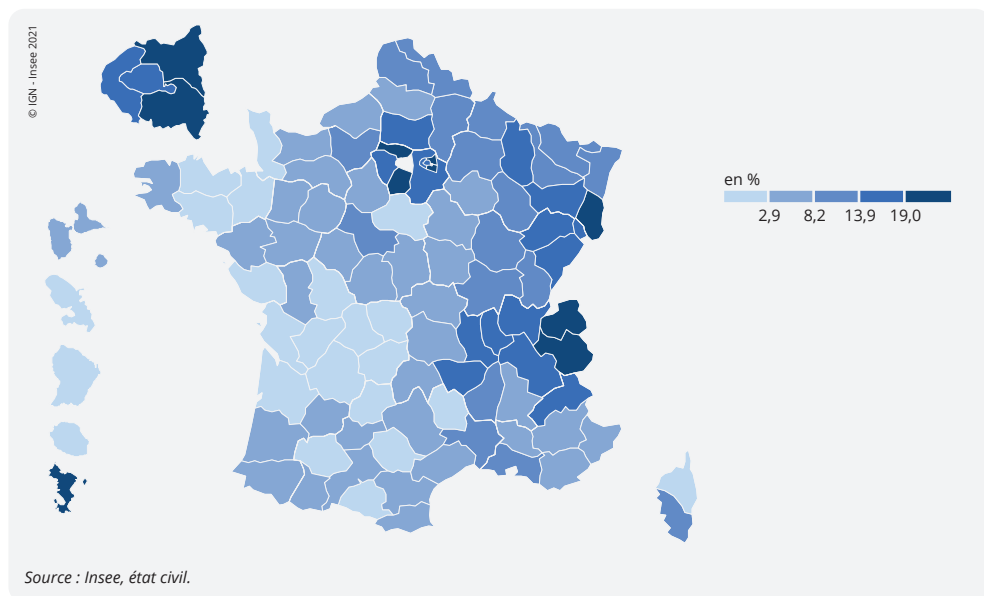 © IGN - Insee 2021
en %
2,9 8,2 13,9 19,0
Source : Insee, état civil.